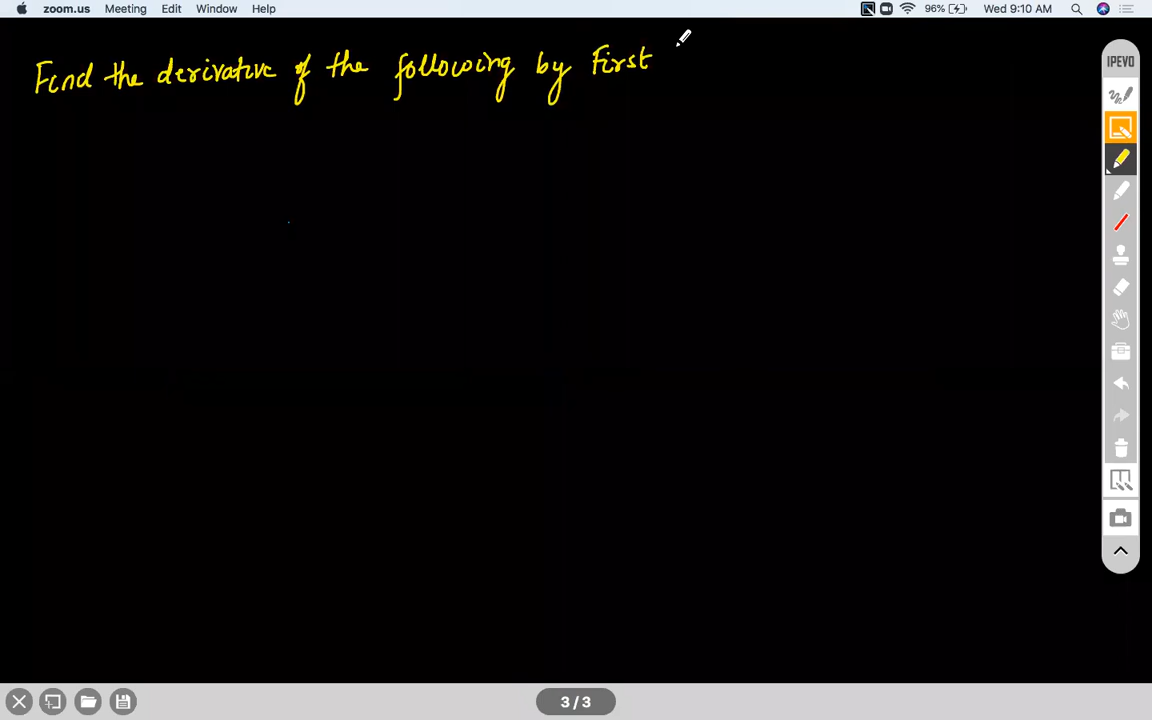 zoom.us Meeting Edit Window Help 96% Wed 9:10 AM
Find the derivative of the following by First
IPEVO
3 / 3